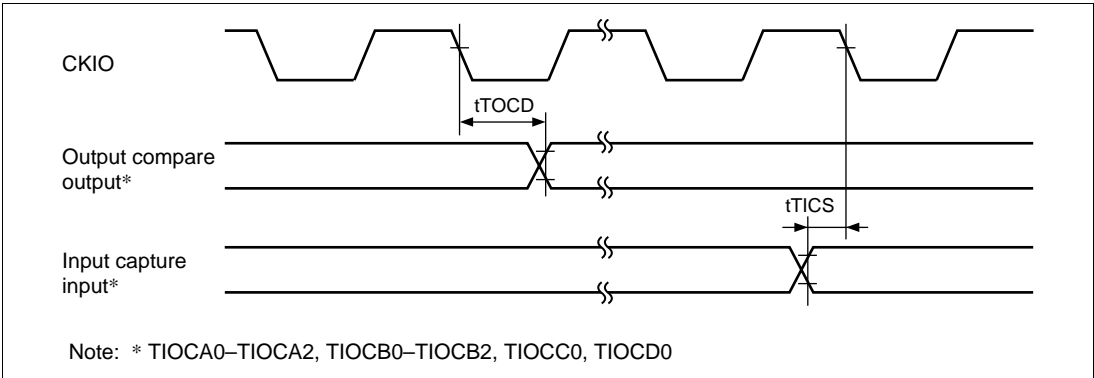 CKIO
tTOCD
Output compare
output*
tTICS
Input capture
input*
Note: * TIOCA0–TIOCA2, TIOCB0–TIOCB2, TIOCC0, TIOCD0